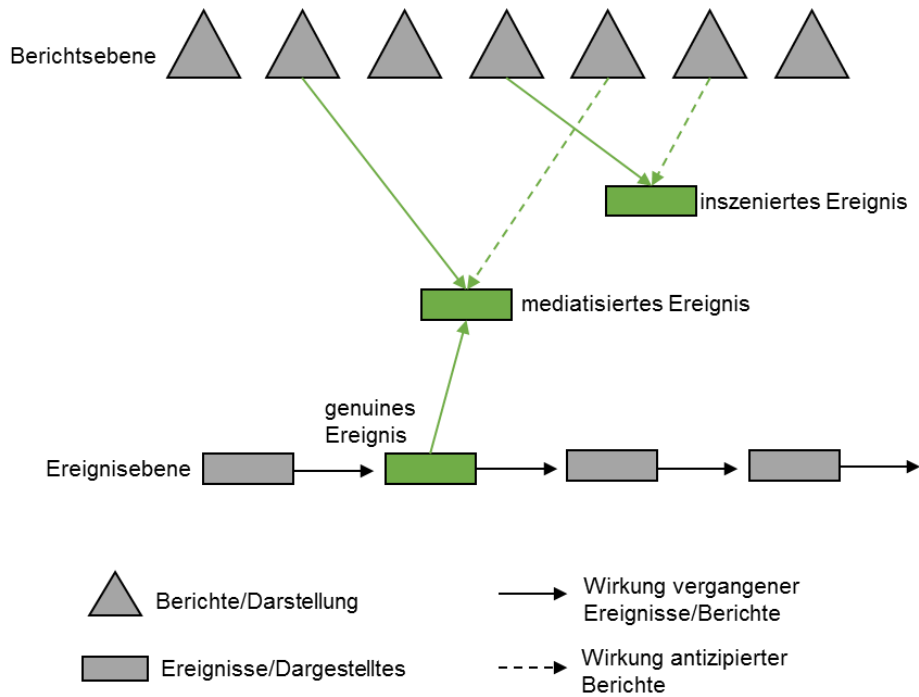 Berichtsebene
inszeniertes Ereignis
mediatisiertes Ereignis
genuines
Ereignis
Ereignisebene
Berichte/Darstellung
Wirkung vergangener
Ereignisse/Berichte
Ereignisse/Dargestelltes
Wirkung antizipierter
Berichte